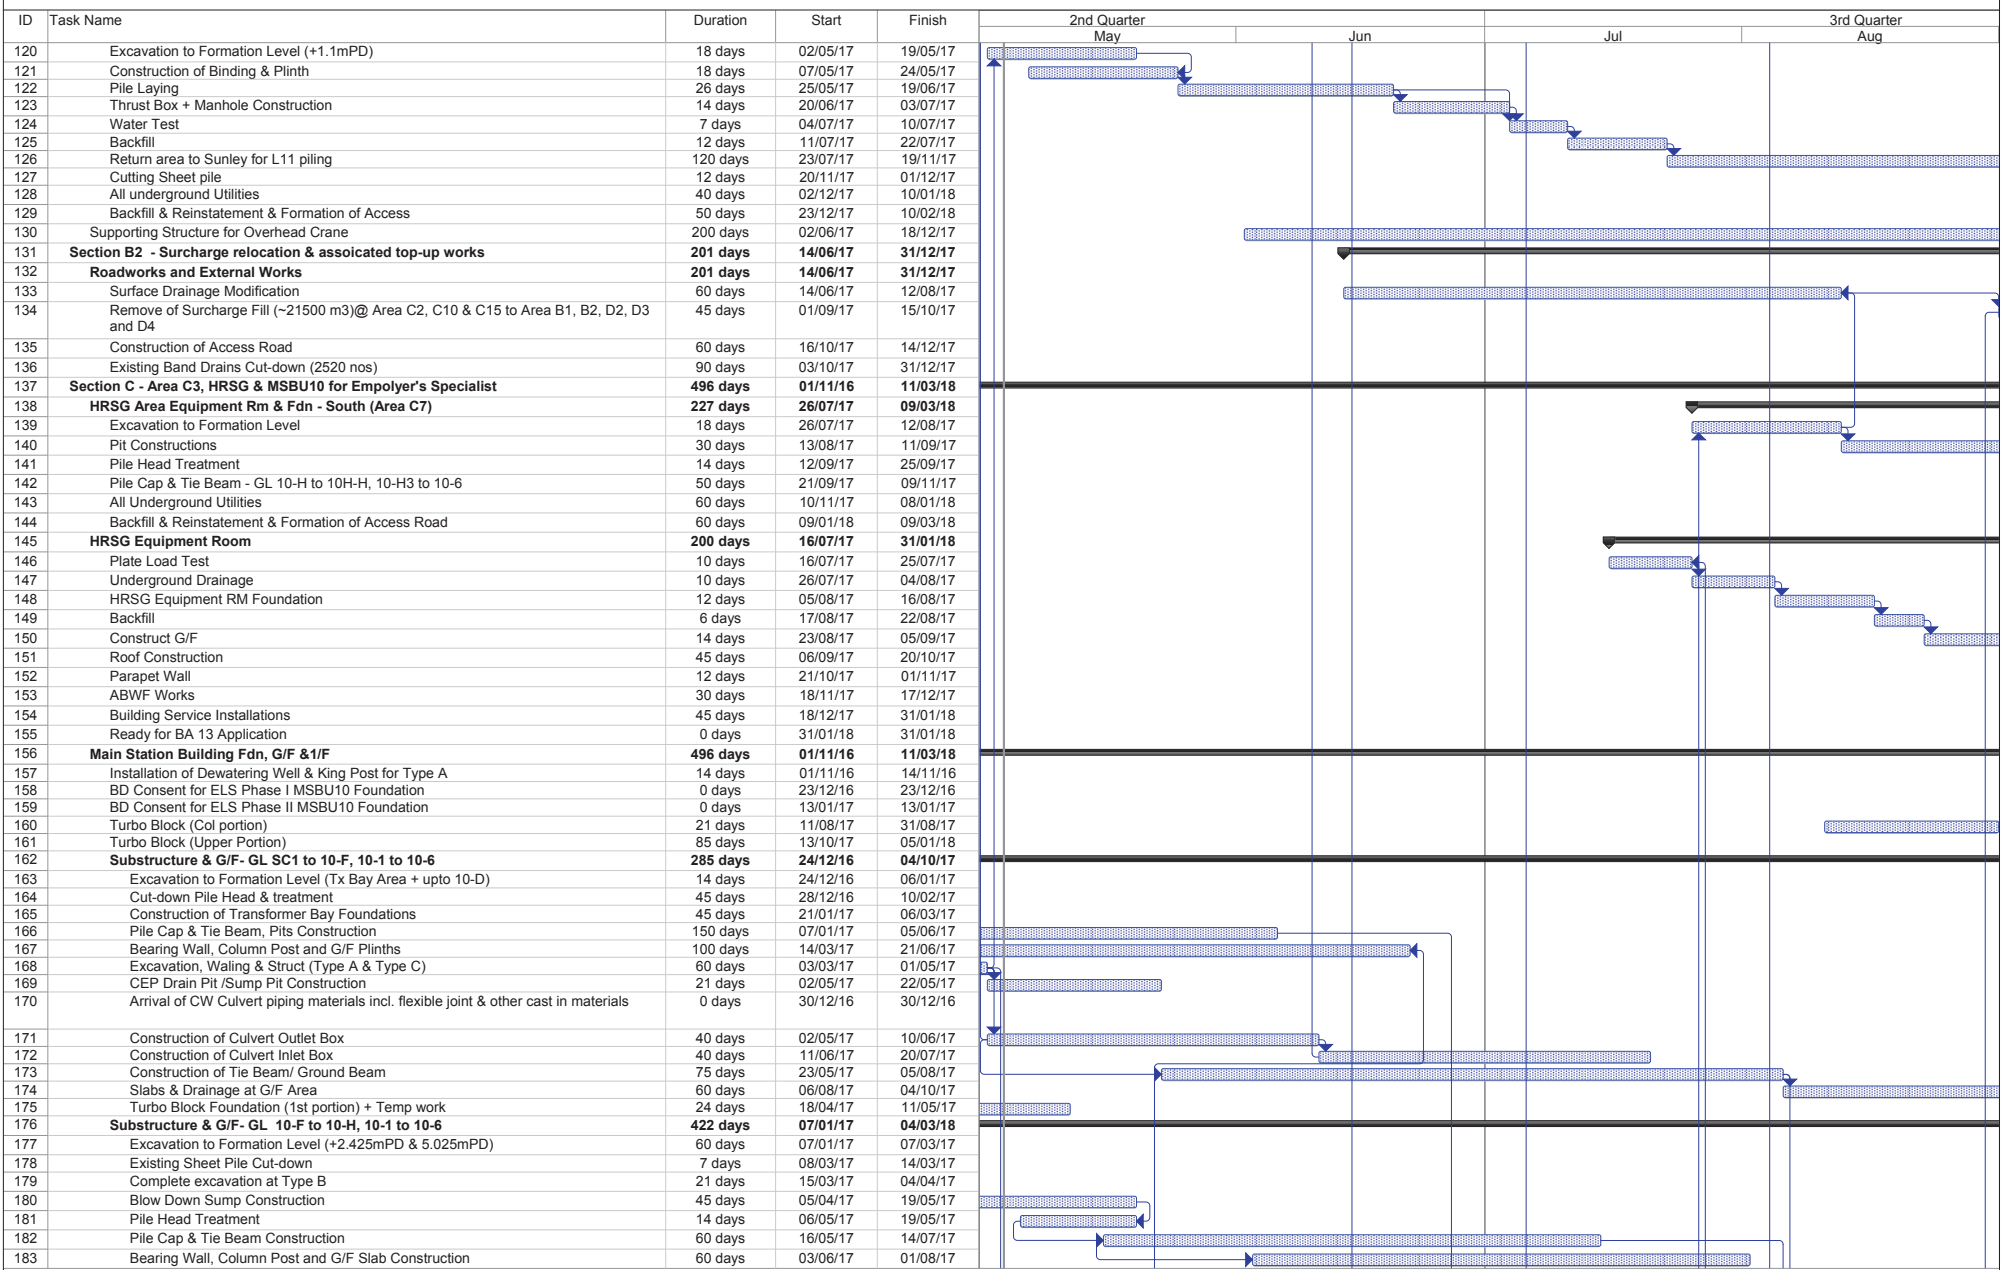 ID Task Name Duration Start Finish 2nd Quarter 3rd Quarter
May Jun Jul Aug
120 Excavation to Formation Level (+1.1mPD) 18 days 02/05/17 19/05/17
121 Construction of Binding & Plinth 18 days 07/05/17 24/05/17
122 Pile Laying 26 days 25/05/17 19/06/17
123 Thrust Box + Manhole Construction 14 days 20/06/17 03/07/17
124 Water Test 7 days 04/07/17 10/07/17
125 Backfill 12 days 11/07/17 22/07/17
126 Return area to Sunley for L11 piling 120 days 23/07/17 19/11/17
127 Cutting Sheet pile 12 days 20/11/17 01/12/17
128 All underground Utilities 40 days 02/12/17 10/01/18
129 Backfill & Reinstatement & Formation of Access 50 days 23/12/17 10/02/18
130 Supporting Structure for Overhead Crane 200 days 02/06/17 18/12/17
131 Section B2 - Surcharge relocation & assoicated top-up works 201 days 14/06/17 31/12/17
132 Roadworks and External Works 201 days 14/06/17 31/12/17
133 Surface Drainage Modification 60 days 14/06/17 12/08/17
134 Remove of Surcharge Fill (~21500 m3)@ Area C2, C10 & C15 to Area B1, B2, D2, D3 45 days 01/09/17 15/10/17
and D4
135 Construction of Access Road 60 days 16/10/17 14/12/17
136 Existing Band Drains Cut-down (2520 nos) 90 days 03/10/17 31/12/17
137 Section C - Area C3, HRSG & MSBU10 for Empolyer's Specialist 496 days 01/11/16 11/03/18
138 HRSG Area Equipment Rm & Fdn - South (Area C7) 227 days 26/07/17 09/03/18
139 Excavation to Formation Level 18 days 26/07/17 12/08/17
140 Pit Constructions 30 days 13/08/17 11/09/17
141 Pile Head Treatment 14 days 12/09/17 25/09/17
142 Pile Cap & Tie Beam - GL 10-H to 10H-H, 10-H3 to 10-6 50 days 21/09/17 09/11/17
143 All Underground Utilities 60 days 10/11/17 08/01/18
144 Backfill & Reinstatement & Formation of Access Road 60 days 09/01/18 09/03/18
145 HRSG Equipment Room 200 days 16/07/17 31/01/18
146 Plate Load Test 10 days 16/07/17 25/07/17
147 Underground Drainage 10 days 26/07/17 04/08/17
148 HRSG Equipment RM Foundation 12 days 05/08/17 16/08/17
149 Backfill 6 days 17/08/17 22/08/17
150 Construct G/F 14 days 23/08/17 05/09/17
151 Roof Construction 45 days 06/09/17 20/10/17
152 Parapet Wall 12 days 21/10/17 01/11/17
153 ABWF Works 30 days 18/11/17 17/12/17
154 Building Service Installations 45 days 18/12/17 31/01/18
155 Ready for BA 13 Application 0 days 31/01/18 31/01/18
156 Main Station Building Fdn, G/F &1/F 496 days 01/11/16 11/03/18
157 Installation of Dewatering Well & King Post for Type A 14 days 01/11/16 14/11/16
158 BD Consent for ELS Phase I MSBU10 Foundation 0 days 23/12/16 23/12/16
159 BD Consent for ELS Phase II MSBU10 Foundation 0 days 13/01/17 13/01/17
160 Turbo Block (Col portion) 21 days 11/08/17 31/08/17
161 Turbo Block (Upper Portion) 85 days 13/10/17 05/01/18
162 Substructure & G/F- GL SC1 to 10-F, 10-1 to 10-6 285 days 24/12/16 04/10/17
163 Excavation to Formation Level (Tx Bay Area + upto 10-D) 14 days 24/12/16 06/01/17
164 Cut-down Pile Head & treatment 45 days 28/12/16 10/02/17
165 Construction of Transformer Bay Foundations 45 days 21/01/17 06/03/17
166 Pile Cap & Tie Beam, Pits Construction 150 days 07/01/17 05/06/17
167 Bearing Wall, Column Post and G/F Plinths 100 days 14/03/17 21/06/17
168 Excavation, Waling & Struct (Type A & Type C) 60 days 03/03/17 01/05/17
169 CEP Drain Pit /Sump Pit Construction 21 days 02/05/17 22/05/17
170 Arrival of CW Culvert piping materials incl. flexible joint & other cast in materials 0 days 30/12/16 30/12/16
171 Construction of Culvert Outlet Box 40 days 02/05/17 10/06/17
172 Construction of Culvert Inlet Box 40 days 11/06/17 20/07/17
173 Construction of Tie Beam/ Ground Beam 75 days 23/05/17 05/08/17
174 Slabs & Drainage at G/F Area 60 days 06/08/17 04/10/17
175 Turbo Block Foundation (1st portion) + Temp work 24 days 18/04/17 11/05/17
176 Substructure & G/F- GL 10-F to 10-H, 10-1 to 10-6 422 days 07/01/17 04/03/18
177 Excavation to Formation Level (+2.425mPD & 5.025mPD) 60 days 07/01/17 07/03/17
178 Existing Sheet Pile Cut-down 7 days 08/03/17 14/03/17
179 Complete excavation at Type B 21 days 15/03/17 04/04/17
180 Blow Down Sump Construction 45 days 05/04/17 19/05/17
181 Pile Head Treatment 14 days 06/05/17 19/05/17
182 Pile Cap & Tie Beam Construction 60 days 16/05/17 14/07/17
183 Bearing Wall, Column Post and G/F Slab Construction 60 days 03/06/17 01/08/17